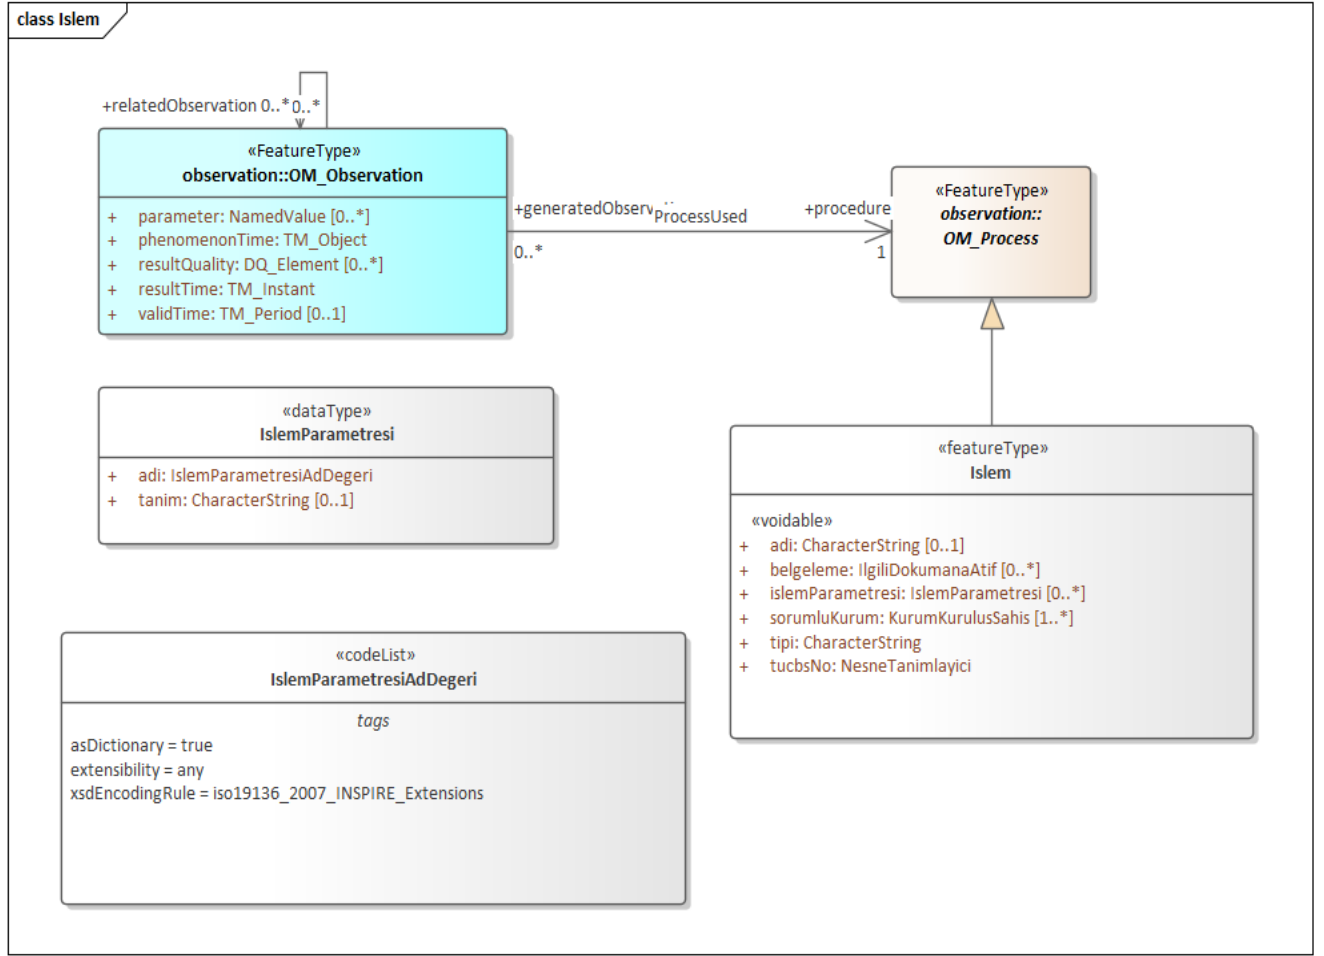 class Islem
+relatedObservation 0..* 0..*
«FeatureType»
observation::OM_Observation
+ parameter: NamedValue [0..*]
+ phenomenonTime: TM_Object
+ resultQuality: DQ_Element [0..*]
+ resultTime: TM_Instant
+ validTime: TM_Period [0..1]
+generatedObserv
ProcessUsed
+procedure
0..*
1
«FeatureType»
observation::
OM_Process
«dataType»
IslemParametresi
+ adi: IslemParametresiAdDegeri
+ tanim: CharacterString [0..1]
«featureType»
Islem
«voidable»
+ adi: CharacterString [0..1]
+ belgeleme: IlgiliDokumanaAtif [0..*]
+ islemParametresi: IslemParametresi [0..*]
+ sorumluKurum: KurumKurulusSahis [1..*]
+ tipi: CharacterString
+ tucbsNo: NesneTanimlayici
«codeList»
IslemParametresiAdDegeri
tags
asDictionary = true
extensibility = any
xsdEncodingRule = iso19136_2007_INSPIRE_Extensions